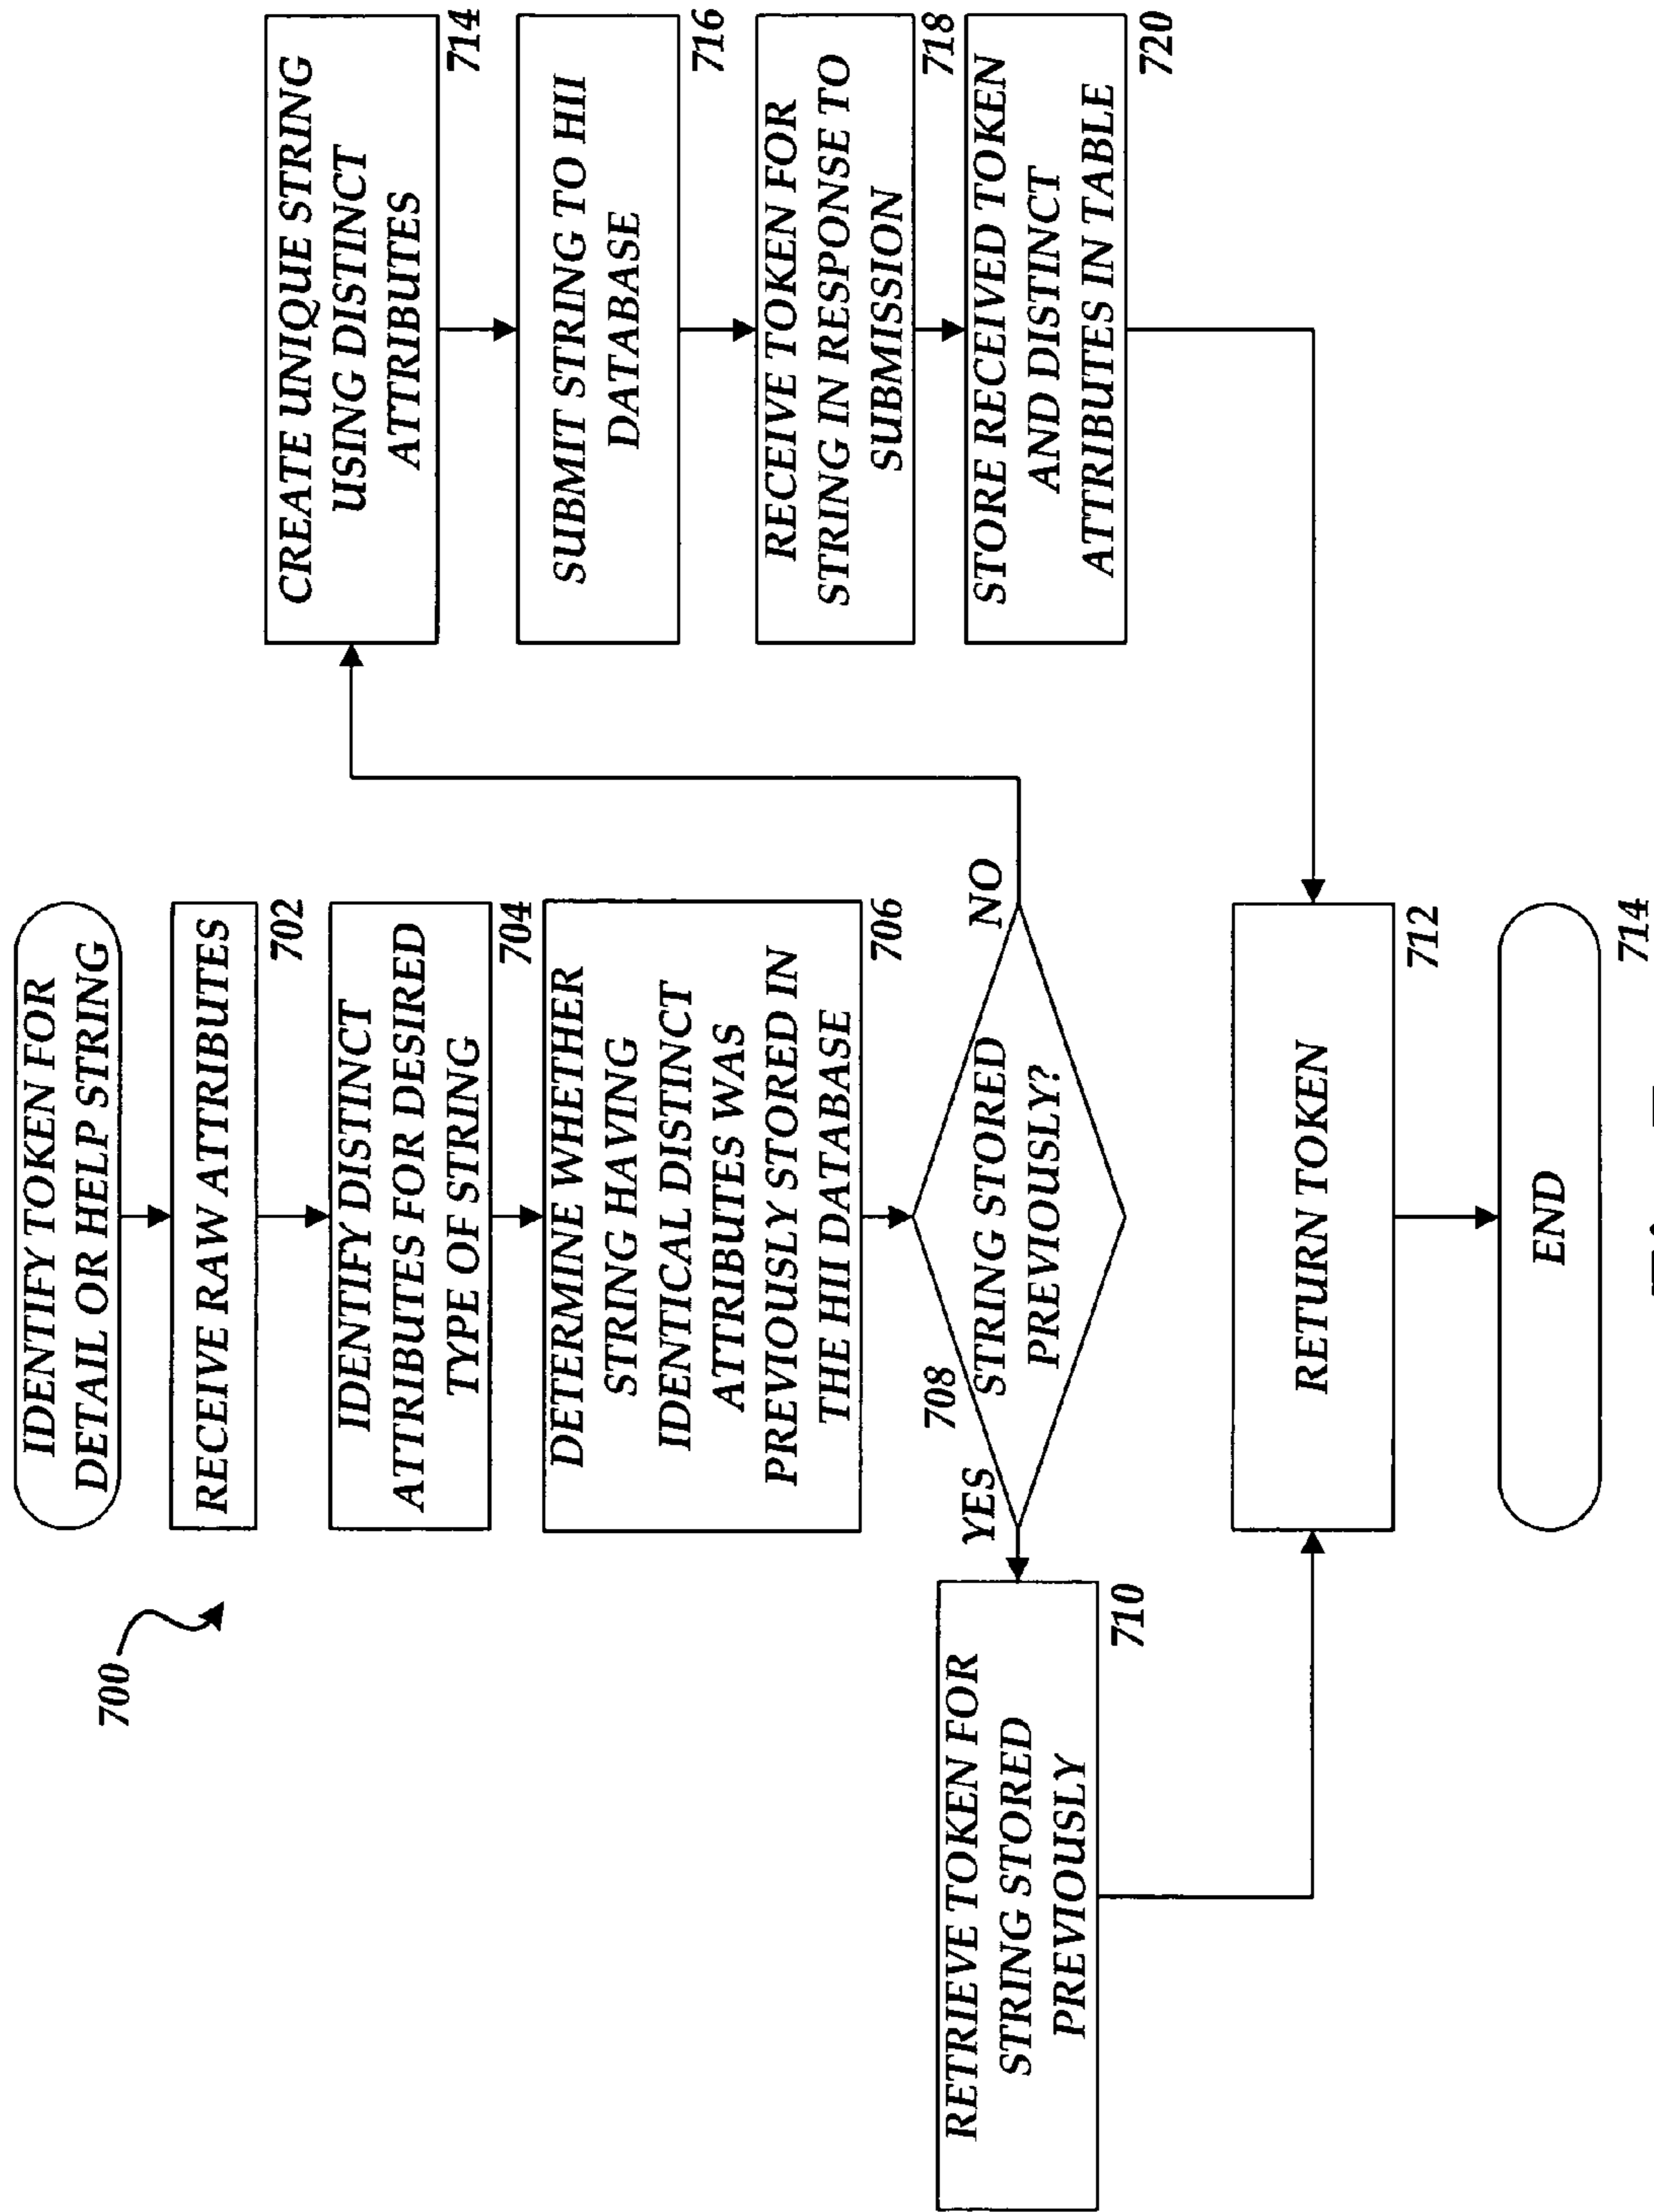 700
IDENTIFY TOKEN FOR
DETAIL OR HELP STRING
RECEIVE RAW ATTRIBUTES
702
IDENTIFY DISTINCT
ATTRIBUTES FOR DESIRED
TYPE OF STRING
704
DETERMINE WHETHER
STRING HAVING
IDENTICAL DISTINCT
ATTRIBUTES WAS
PREVIOUSLY STORED IN
THE HII DATABASE
706
708
STRING STORED
PREVIOUSLY?
YES
NO
RETRIEVE TOKEN FOR
STRING STORED
PREVIOUSLY
710
CREATE UNIQUE STRING
USING DISTINCT
ATTRIBUTES
714
SUBMIT STRING TO HII
DATABASE
716
RECEIVE TOKEN FOR
STRING IN RESPONSE TO
SUBMISSION
718
STORE RECEIVED TOKEN
AND DISTINCT
ATTRIBUTES IN TABLE
720
RETURN TOKEN
712
END
714